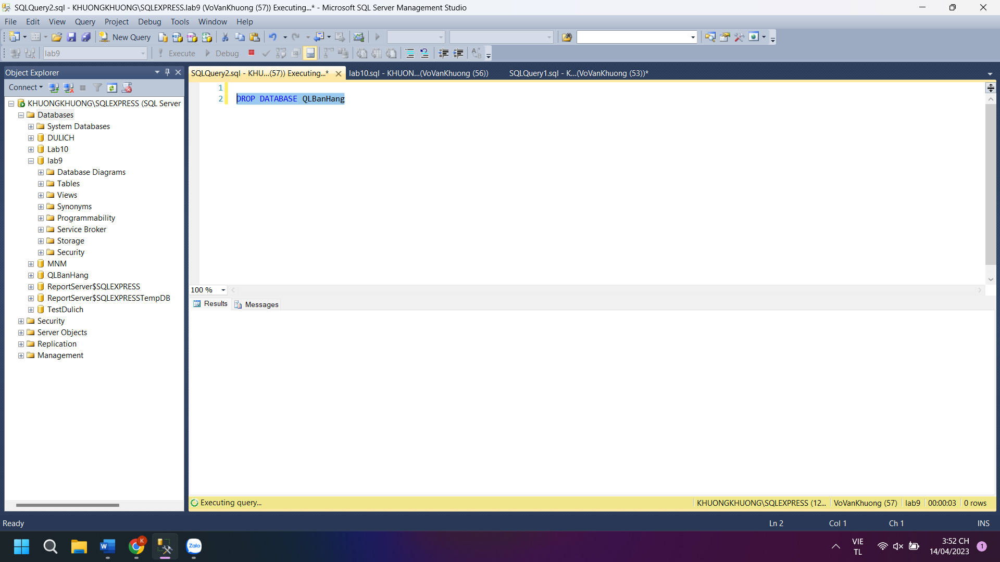 SQLQuery2.sql - KHUONGKHUONG\SQLEXPRESS.lab9 (VoVanKhuong (57)) Executing...* - Microsoft SQL Server Management Studio
File Edit View Query Project Debug Tools Window Help
New Query
lab9 Execute Debug
Object Explorer
Connect
KHUONGKHUONG\SQLEXPRESS (SQL Server
Databases
System Databases
DULICH
Lab10
lab9
Database Diagrams
Tables
Views
Synonyms
Programmability
Service Broker
Storage
Security
MNM
QLBanHang
ReportServer$SQLEXPRESS
ReportServer$SQLEXPRESSTempDB
TestDulich
Security
Server Objects
Replication
Management
SQLQuery2.sql - KHU...(57)) Executing...* lab10.sql - KHUON...(VoVanKhuong (56)) SQLQuery1.sql - K...(VoVanKhuong (53))*
1
2 DROP DATABASE QLBanHang
100 %
Results Messages
Executing query... KHUONGKHUONG\SQLEXPRESS (12... VoVanKhuong (57) lab9 00:00:03 0 rows
Ready Ln 2 Col 1 Ch 1 INS
K
W
Zalo
VIE
TL
3:52 CH
14/04/2023
1